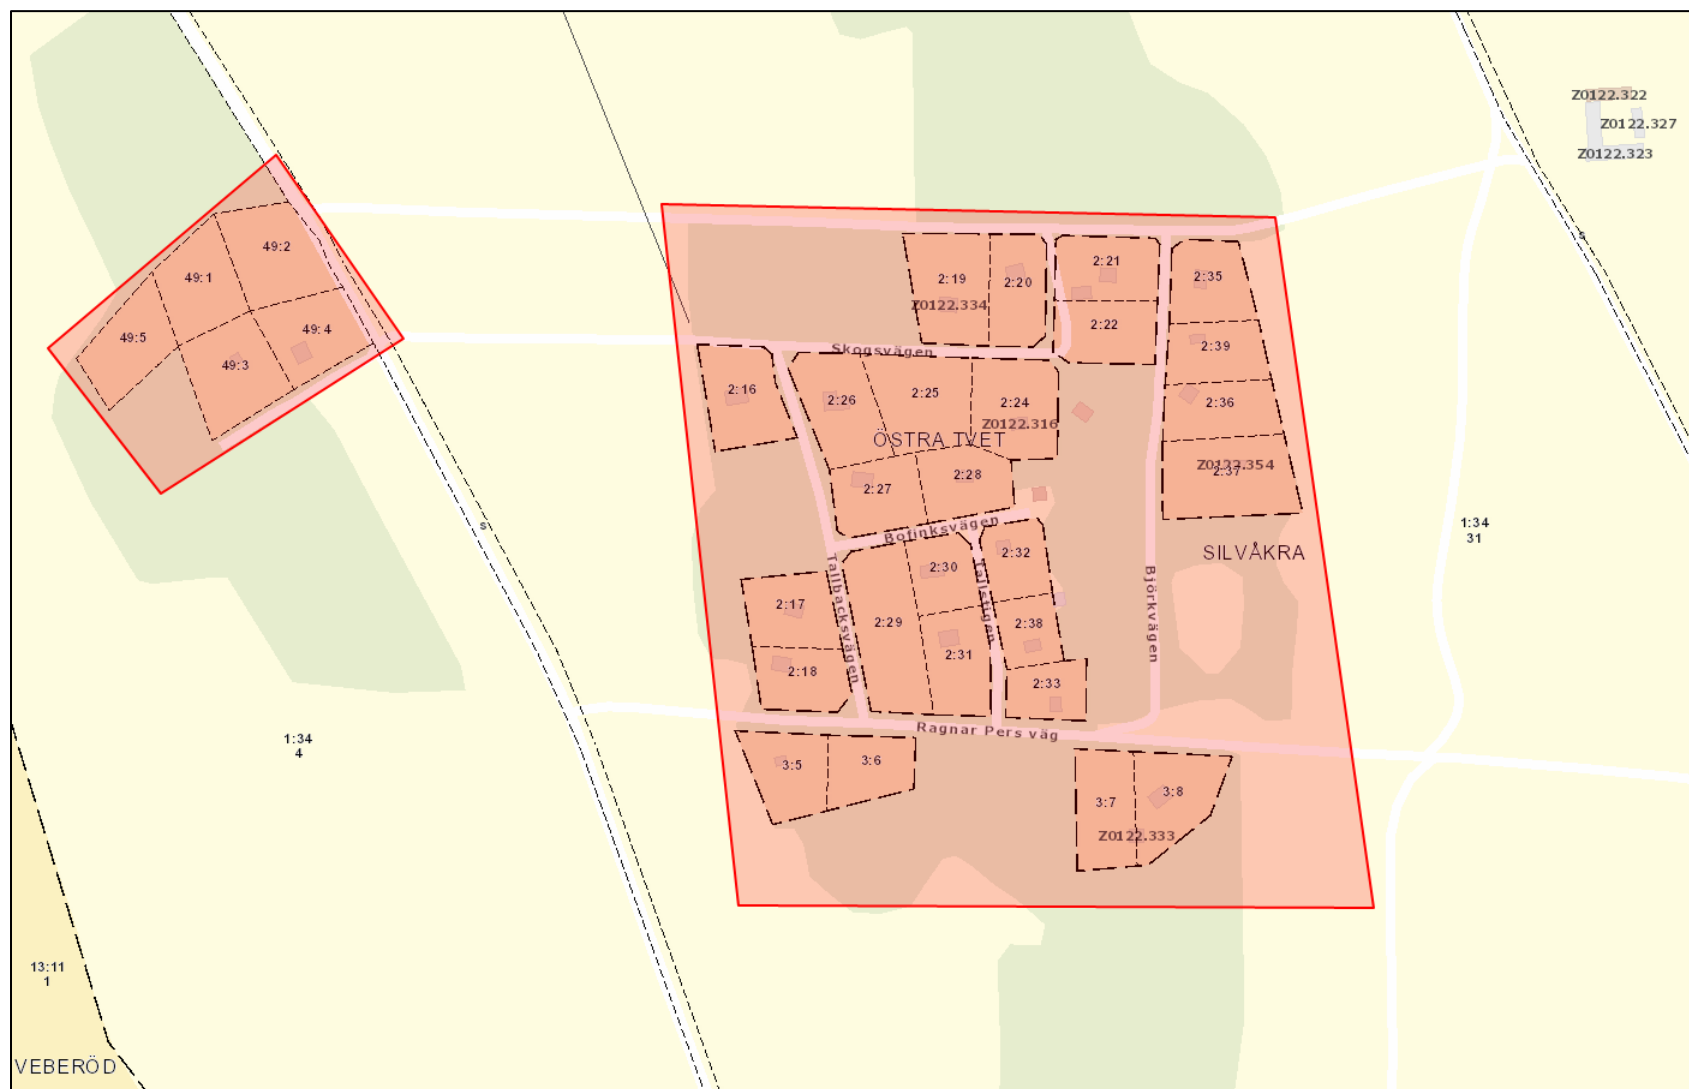 Z0122.322
Z0122.327
Z0122.323
S
49:2
49:1
49:5
49:4
49:3
2:19
2:20
Z0122.334
2:21
2:22
2:35
2:39
2:36
Z0122.354
2:37
Skogsvägen
2:16
2:26
2:25
2:24
Z0122.316
ÖSTRA TVET
2:27
2:28
Bofinksvägen
S
1:34
31
SILVÅKRA
2:30
2:32
2:17
Tallbacksvägen
2:29
Tallstigen
2:38
Björkvägen
2:31
2:18
2:33
Ragnar Pers väg
1:34
4
3:5
3:6
3:7
3:8
Z0122.333
13:11
1
VEBERÖD